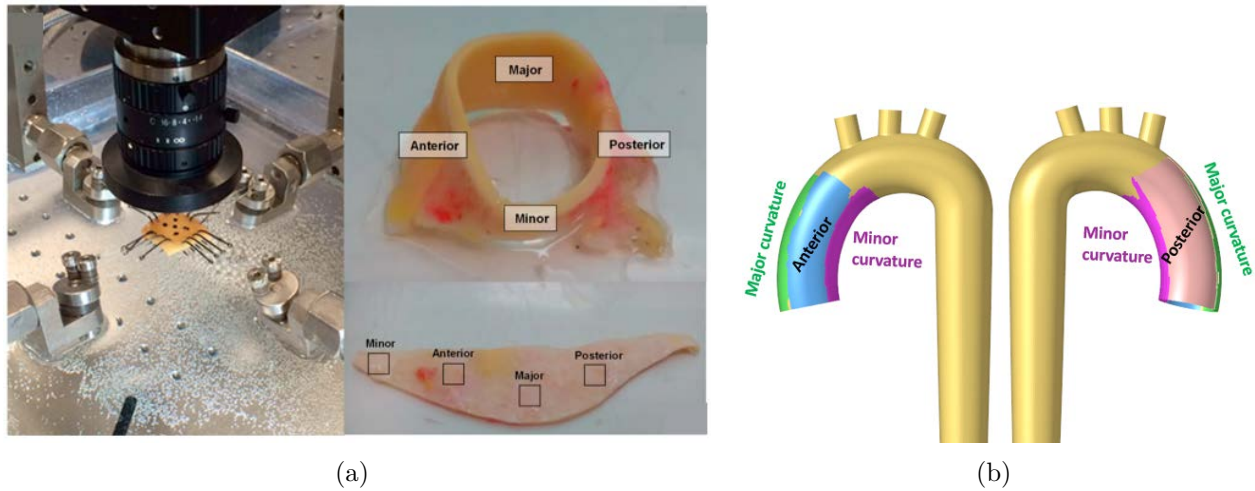 Major
Anterior
Posterior
Minor
Minor
Anterior
Major
Posterior
Major curvature
Anterior
Minor
curvature
Minor
curvature
Posterior
Major curvature
(a)
(b)